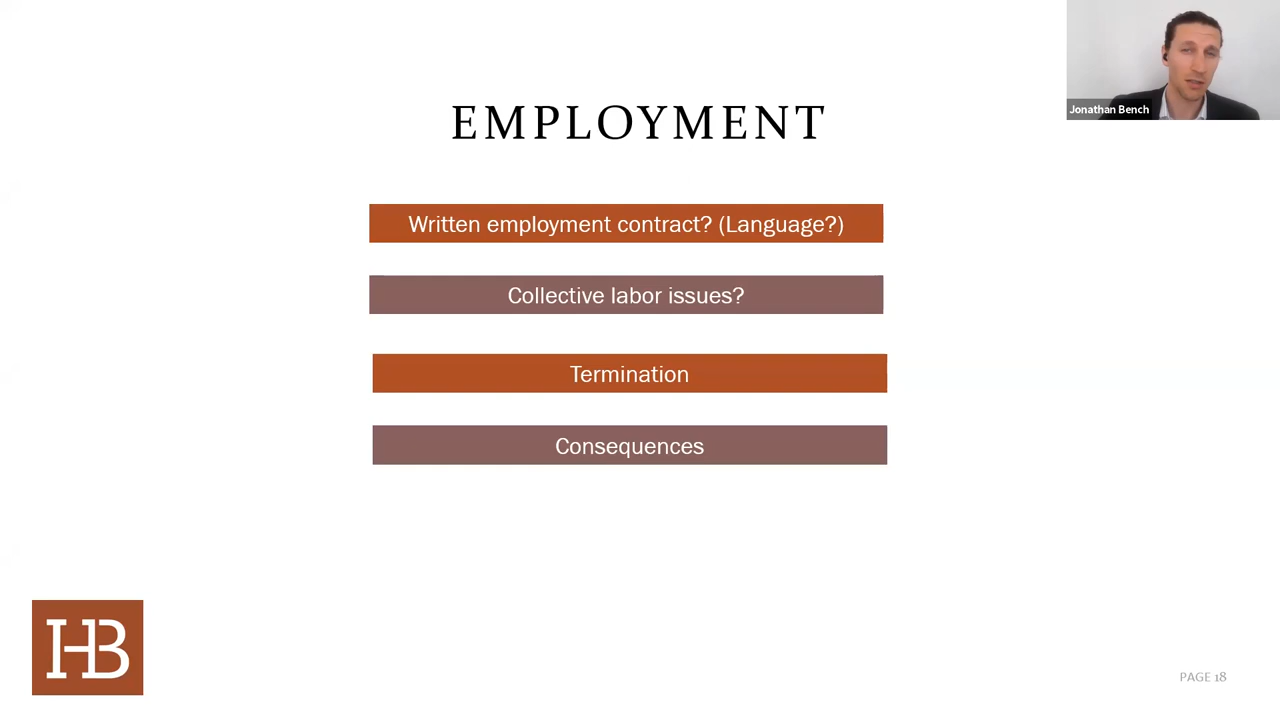 Jonathan Bench
EMPLOYMENT
Written employment contract? (Language?)
Collective labor issues?
Termination
Consequences
HB
PAGE 18